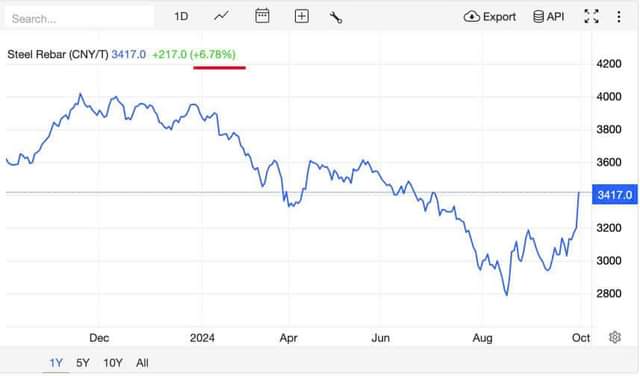 Search...
1D
Export
API
Steel Rebar (CNY/T) 3417.0 +217.0 (+6.78%)
4200
4000
3800
3600
3417.0
3200
3000
2800
Dec 2024 Apr Jun Aug Oct
1Y 5Y 10Y All